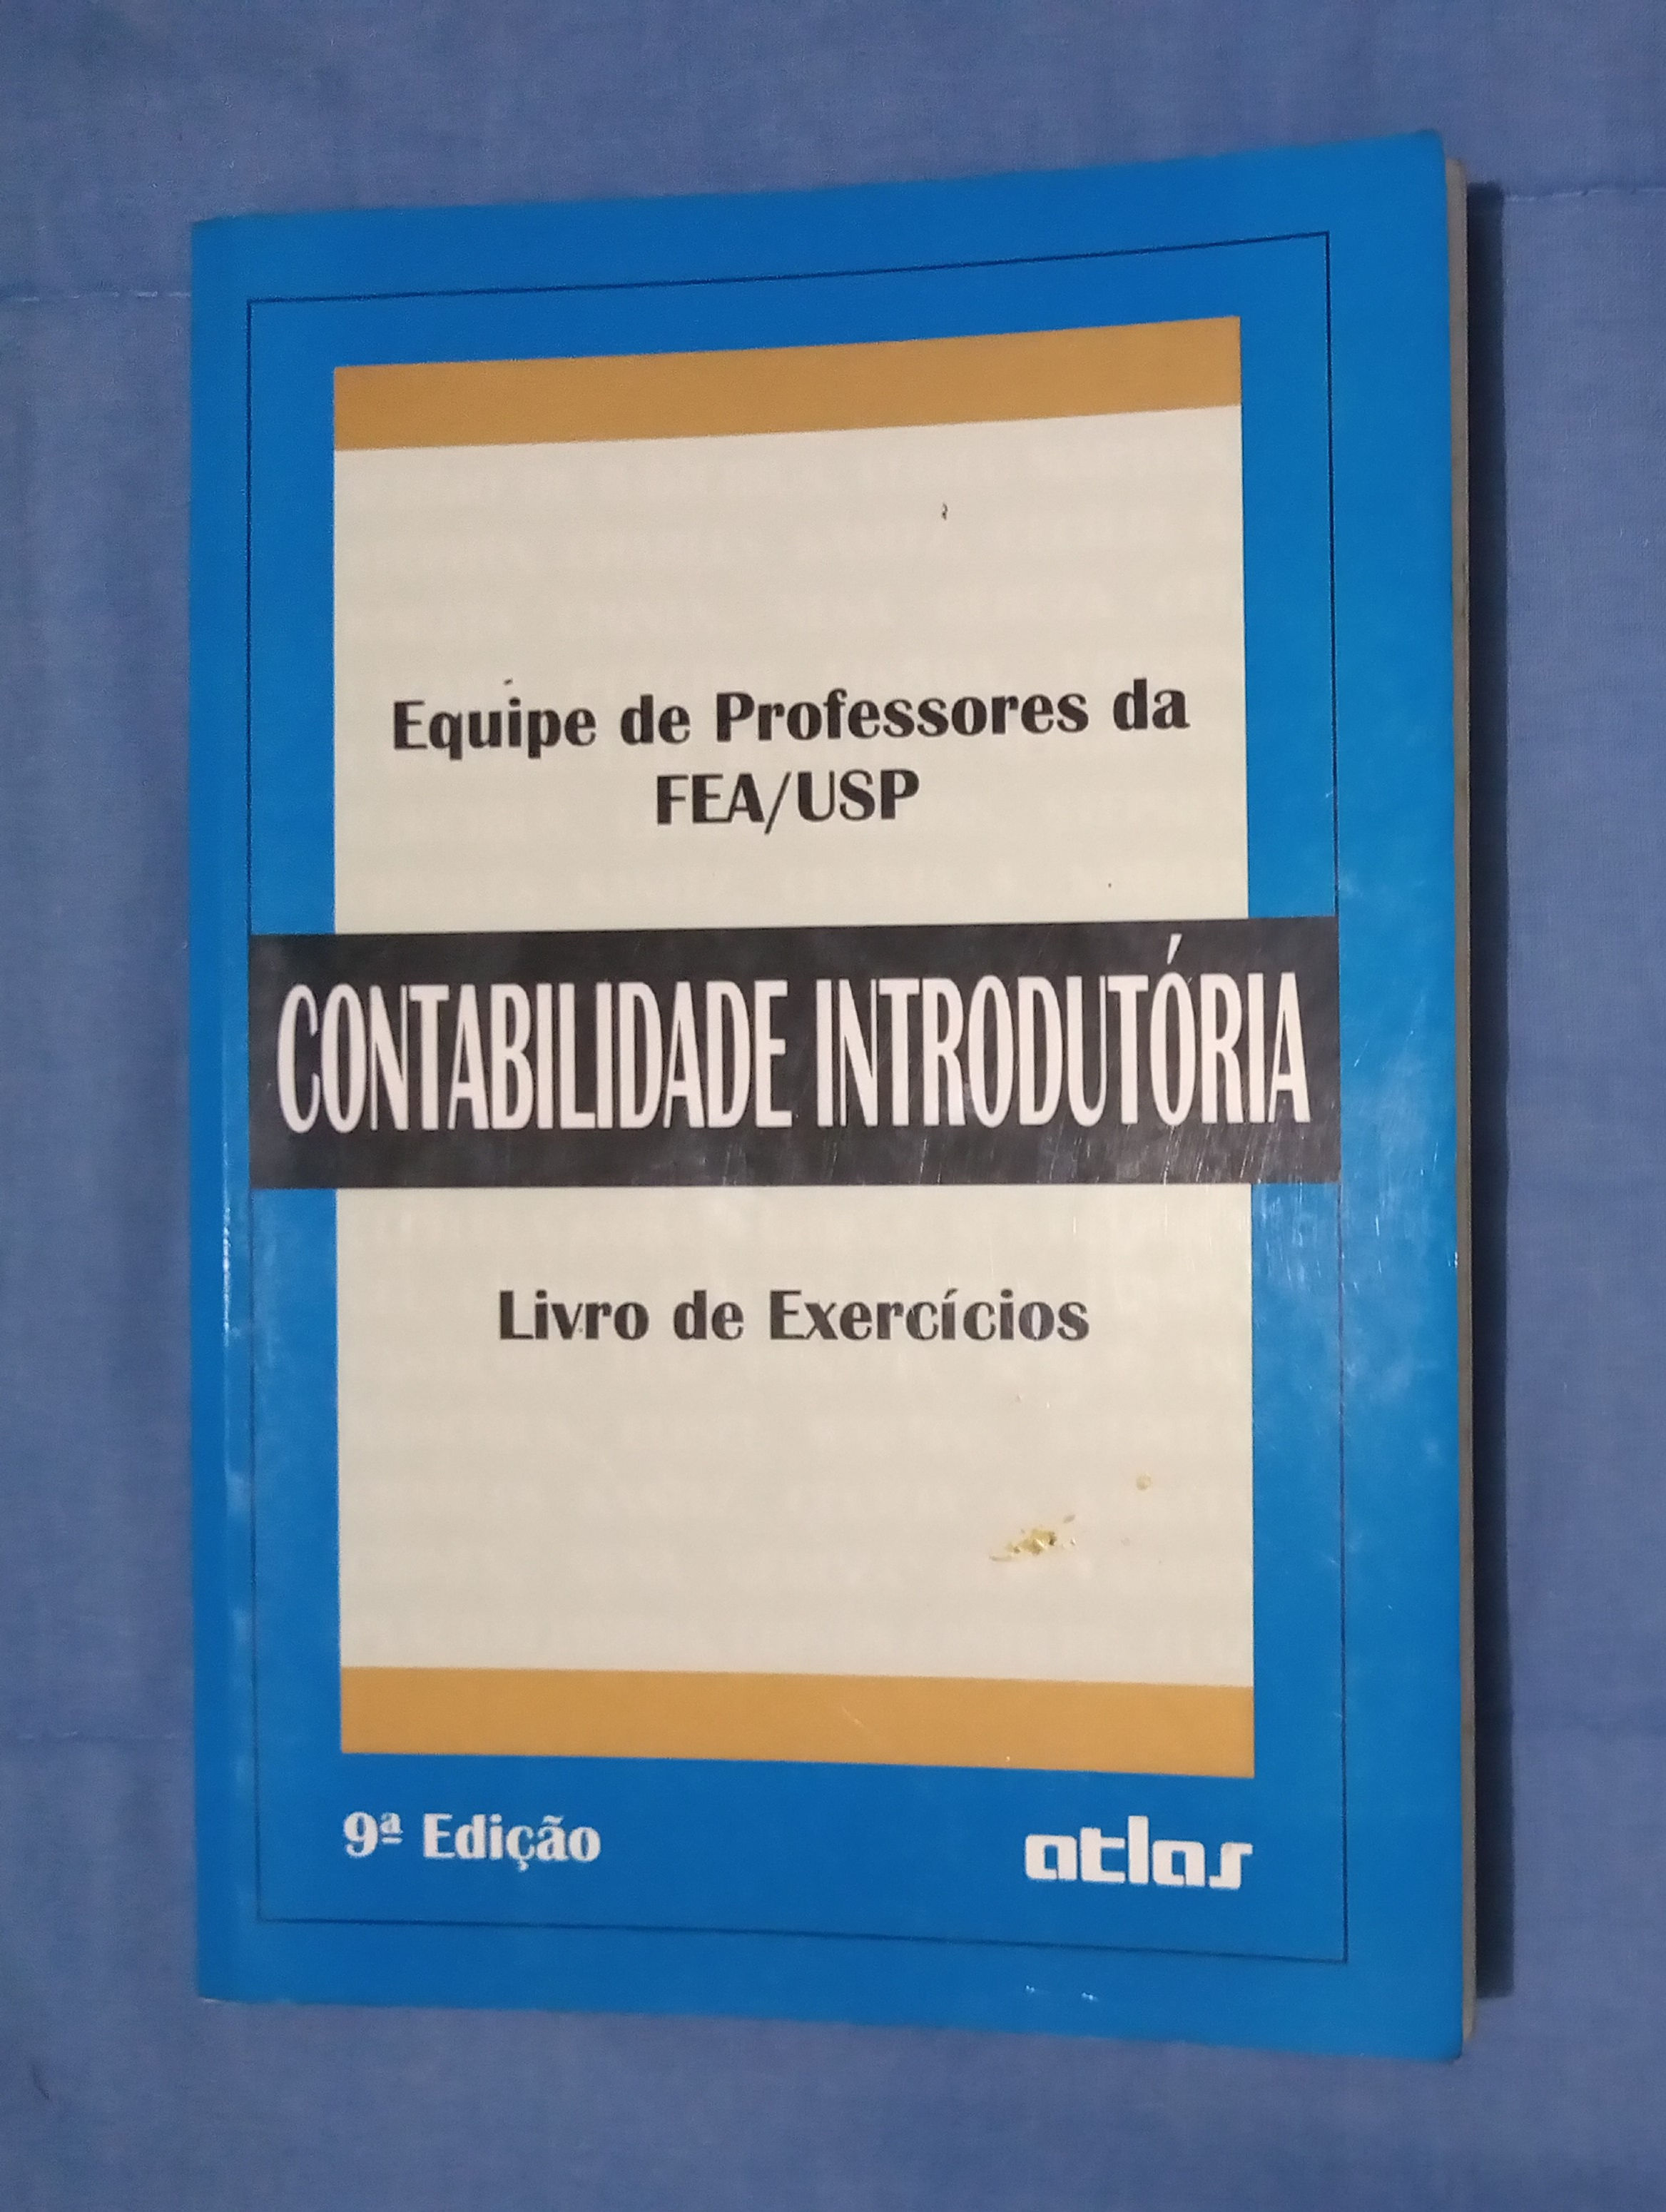 Equipe de Professores da
FEA/USP
CONTABILIDADE INTRODUTÓRIA
Livro de Exercícios
9ª Edição
atlas